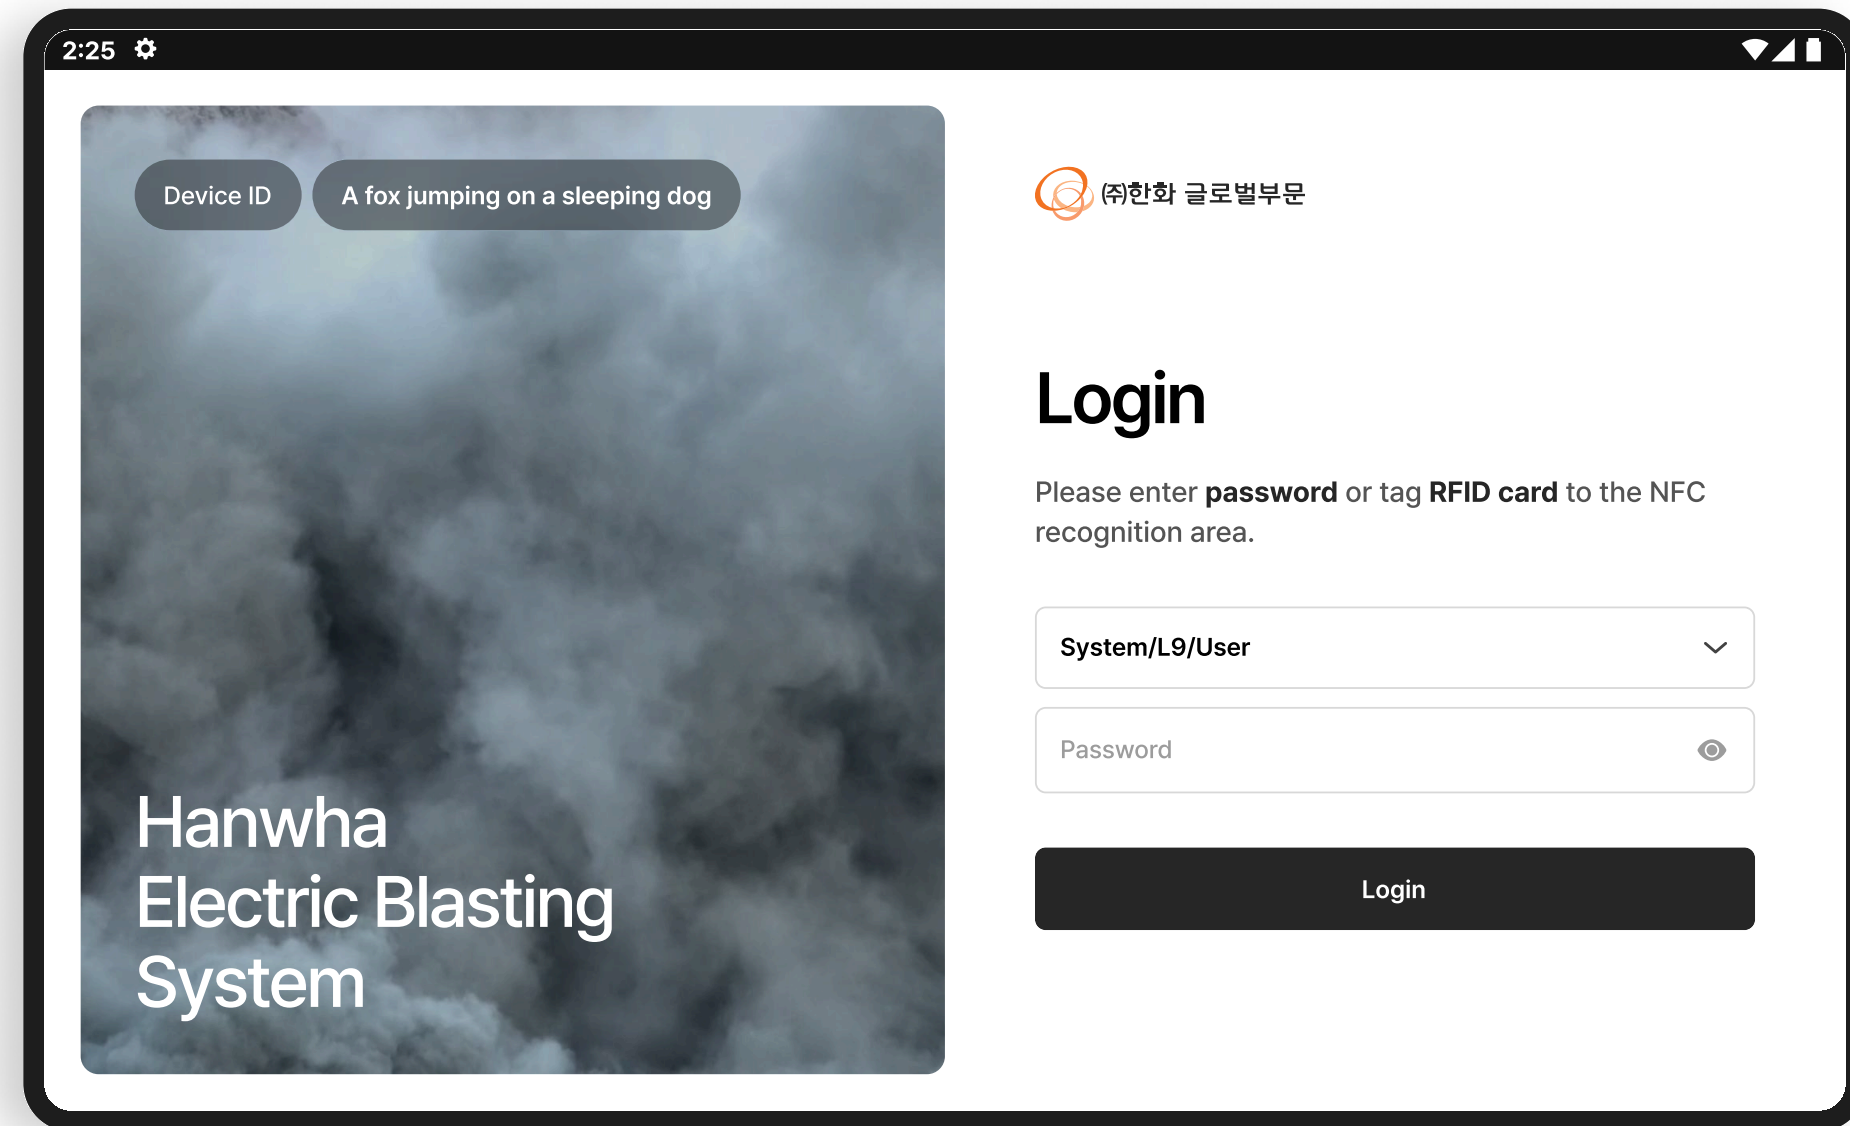 2:25
Device ID
A fox jumping on a sleeping dog
Hanwha
Electric Blasting
System
㈜한화 글로벌부문
Login
Please enter password or tag RFID card to the NFC
recognition area.
System/L9/User
Password
Login